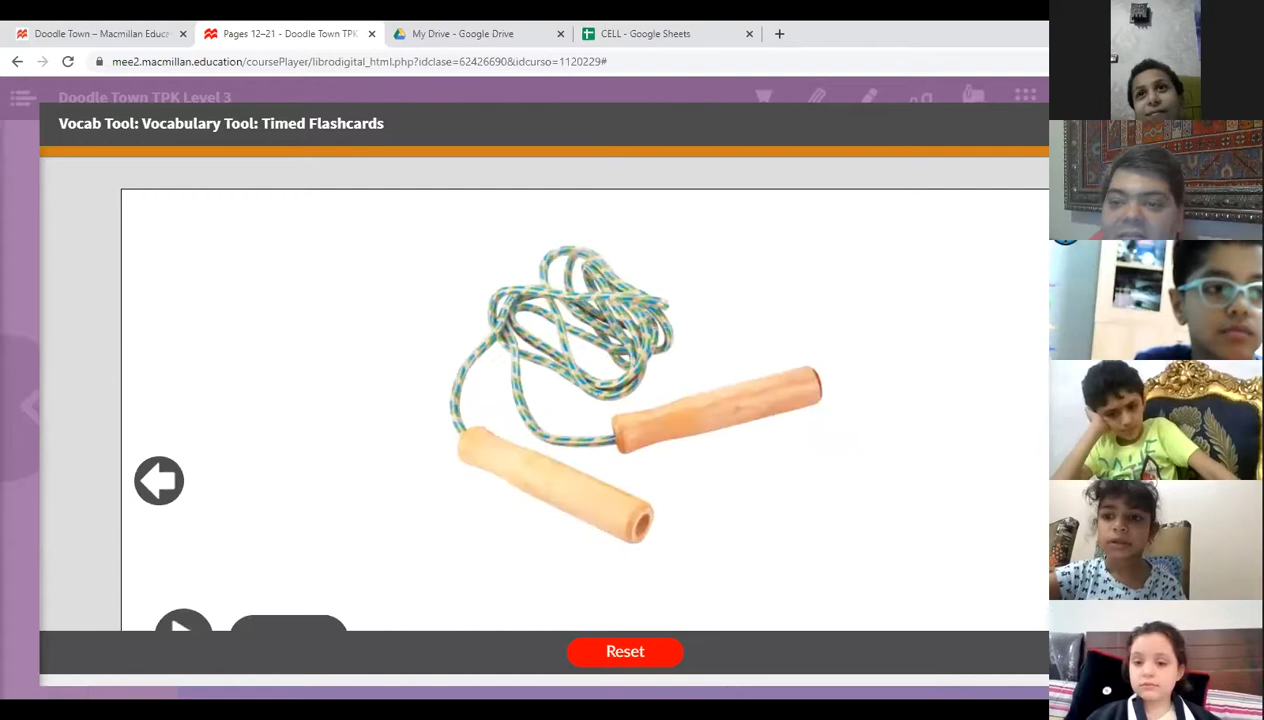 Doodle Town – Macmillan Educa
Pages 12–21 - Doodle Town TPK
My Drive - Google Drive
CELL - Google Sheets
mee2.macmillan.education/coursePlayer/librodigital_html.php?idclase=62426690&idcurso=1120229#
Doodle Town TPK Level 3
Vocab Tool: Vocabulary Tool: Timed Flashcards
Reset